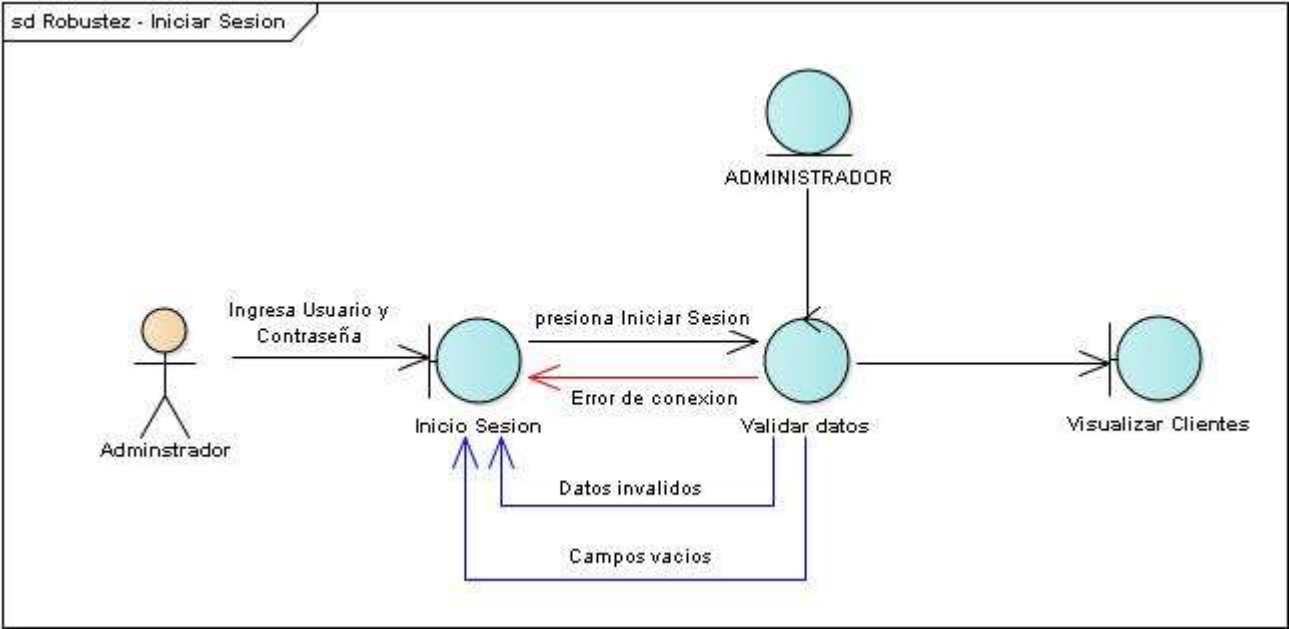 sd Robustez - Iniciar Sesion
ADMINISTRADOR
Ingresa Usuario y
Contraseña
presiona Iniciar Sesion
Error de conexion
Inicio Sesion
Validar datos
Visualizar Clientes
Adminstrador
Datos invalidos
Campos vacios